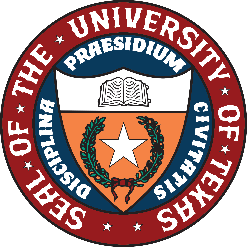 SEAL OF THE UNIVERSITY OF TEXAS
DISCIPLINA PRAESIDIUM CIVITATIS